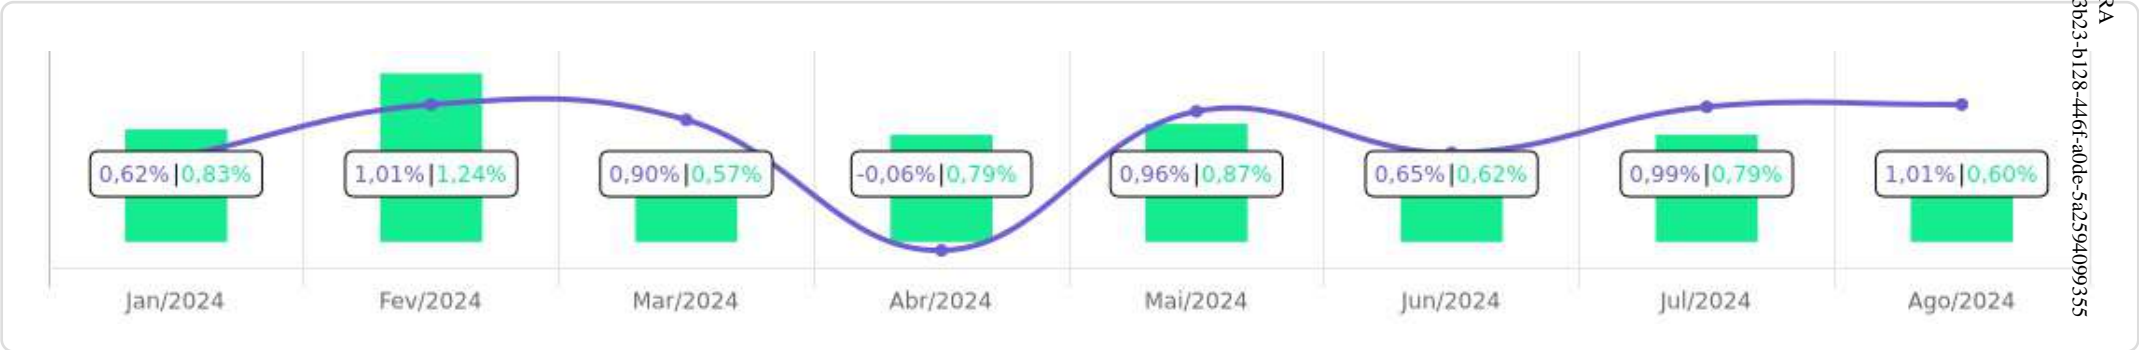 0,62%|0,83%
1,01%|1,24%
0,90%|0,57%
-0,06%|0,79%
0,96%|0,87%
0,65%|0,62%
0,99%|0,79%
1,01%|0,60%
Jan/2024
Fev/2024
Mar/2024
Abr/2024
Mai/2024
Jun/2024
Jul/2024
Ago/2024
RA
3b23-b128-446f-a0de-5a2594099355